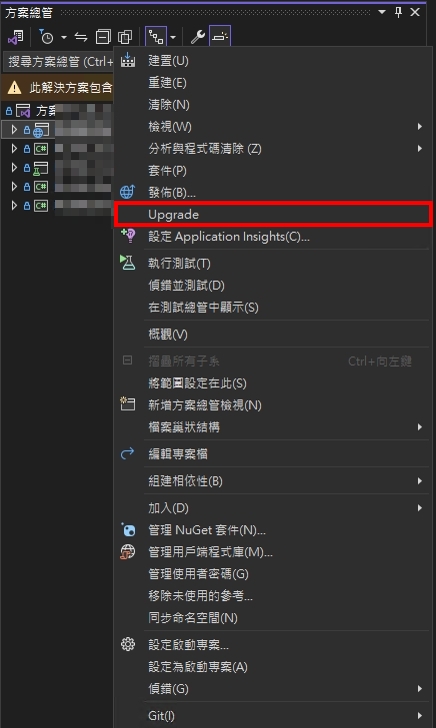 方案總管
搜尋方案總管 (Ctrl+
此解決方案包含
方案
建置(U)
重建(E)
清除(N)
檢視(W)
分析與程式碼清除 (Z)
套件(P)
發佈(B)...
Upgrade
設定 Application Insights(C)...
執行測試(T)
偵錯並測試(D)
在測試總管中顯示(S)
概觀(V)
摺疊所有子系 Ctrl+向左鍵
將範圍設定在此(S)
新增方案總管檢視(N)
檔案巢狀結構
編輯專案檔
組建相依性(B)
加入(D)
管理 NuGet 套件(N)...
管理用戶端程式庫(M)...
管理使用者密碼(G)
移除未使用的參考...
同步命名空間(N)
設定啟動專案...
設定為啟動專案(A)
偵錯(G)
Git(I)